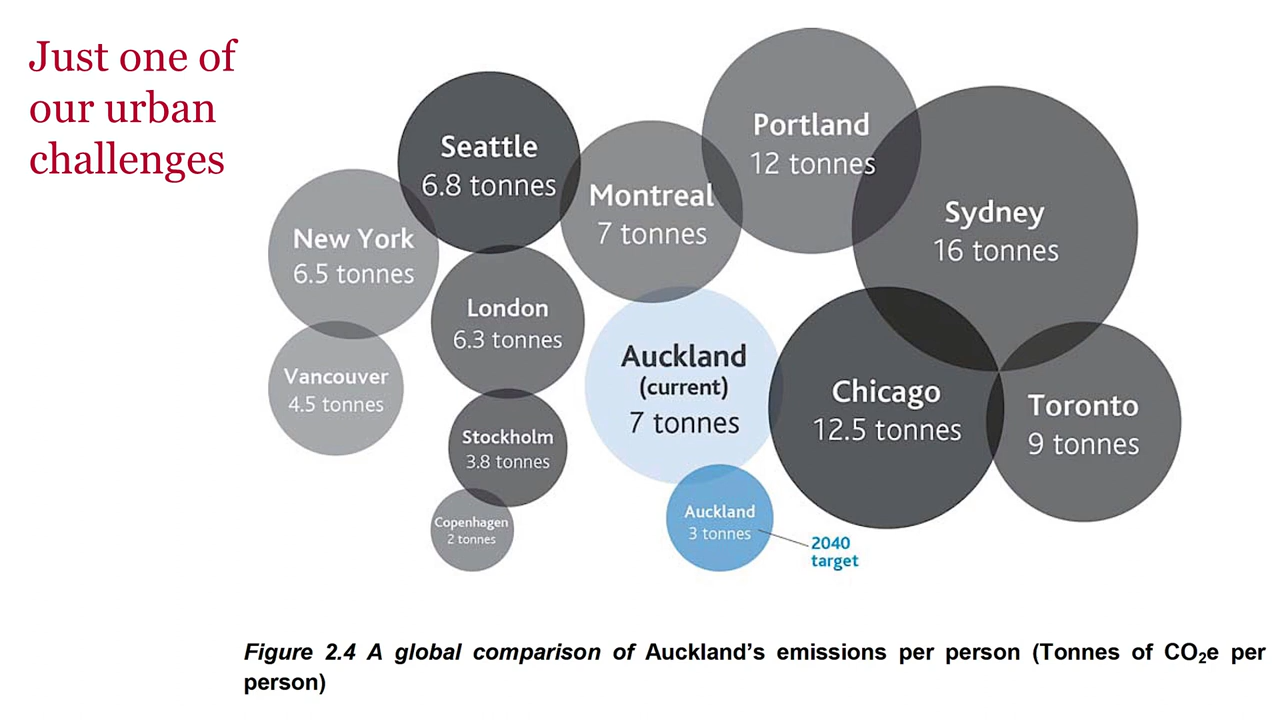 Just one of
our urban
challenges
Seattle
6.8 tonnes
Portland
12 tonnes
Montreal
7 tonnes
Sydney
16 tonnes
New York
6.5 tonnes
London
6.3 tonnes
Auckland
(current)
7 tonnes
Vancouver
4.5 tonnes
Chicago
12.5 tonnes
Toronto
9 tonnes
Stockholm
3.8 tonnes
Copenhagen
2 tonnes
Auckland
3 tonnes
2040
target
Figure 2.4 A global comparison of Auckland’s emissions per person (Tonnes of CO₂e per
person)